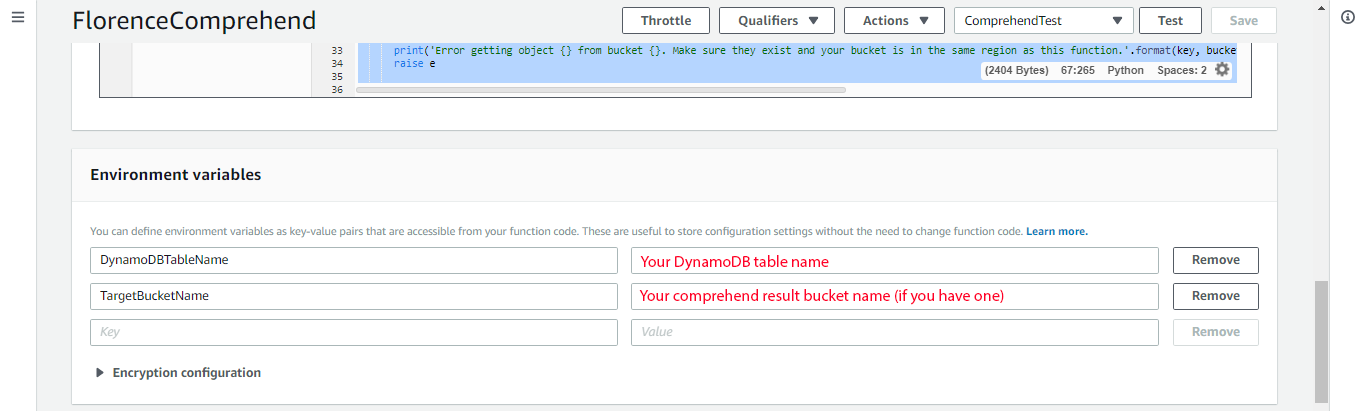 FlorenceComprehend
Throttle
Qualifiers
Actions
ComprehendTest
Test
Save
33 print('Error getting object {} from bucket {}. Make sure they exist and your bucket is in the same region as this function.'.format(key, bucke
34 raise e
35
36
(2404 Bytes) 67:265 Python Spaces: 2
Environment variables
You can define environment variables as key-value pairs that are accessible from your function code. These are useful to store configuration settings without the need to change function code. Learn more.
DynamoDBTableName Your DynamoDB table name Remove
TargetBucketName Your comprehend result bucket name (if you have one) Remove
Key Value Remove
Encryption configuration